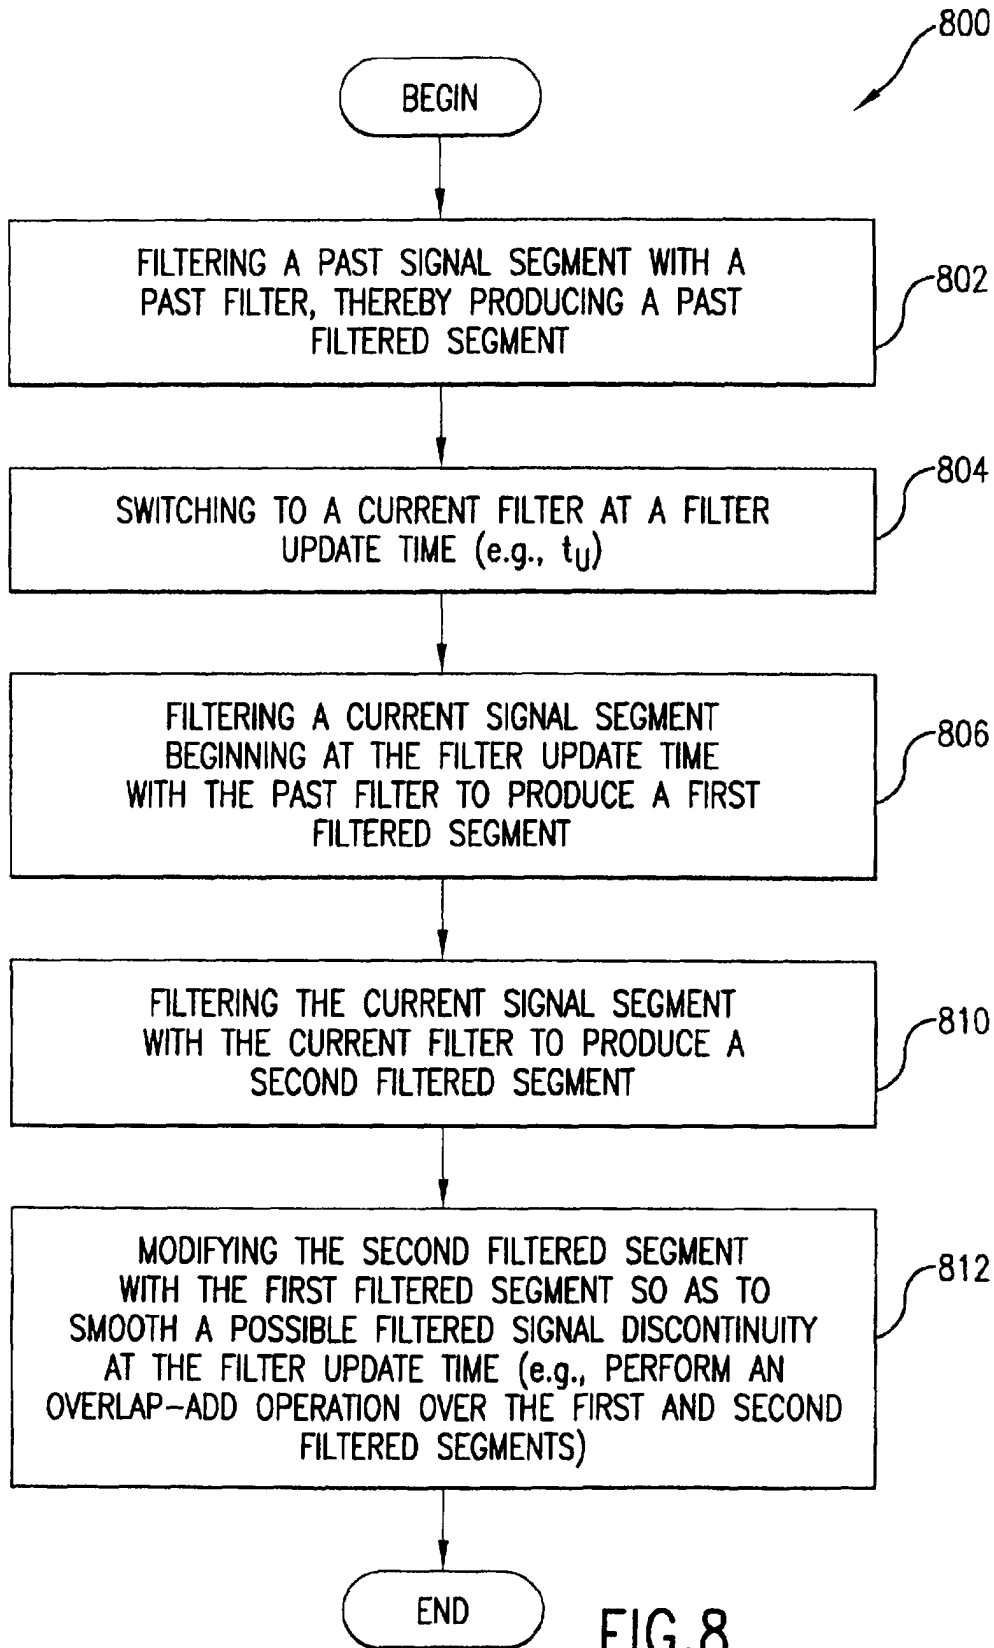 800
BEGIN
FILTERING A PAST SIGNAL SEGMENT WITH A
PAST FILTER, THEREBY PRODUCING A PAST
FILTERED SEGMENT
802
SWITCHING TO A CURRENT FILTER AT A FILTER
UPDATE TIME (e.g., tU)
804
FILTERING A CURRENT SIGNAL SEGMENT
BEGINNING AT THE FILTER UPDATE TIME
WITH THE PAST FILTER TO PRODUCE A FIRST
FILTERED SEGMENT
806
FILTERING THE CURRENT SIGNAL SEGMENT
WITH THE CURRENT FILTER TO PRODUCE A
SECOND FILTERED SEGMENT
810
MODIFYING THE SECOND FILTERED SEGMENT
WITH THE FIRST FILTERED SEGMENT SO AS TO
SMOOTH A POSSIBLE FILTERED SIGNAL DISCONTINUITY
AT THE FILTER UPDATE TIME (e.g., PERFORM AN
OVERLAP-ADD OPERATION OVER THE FIRST AND SECOND
FILTERED SEGMENTS)
812
END
FIG.8